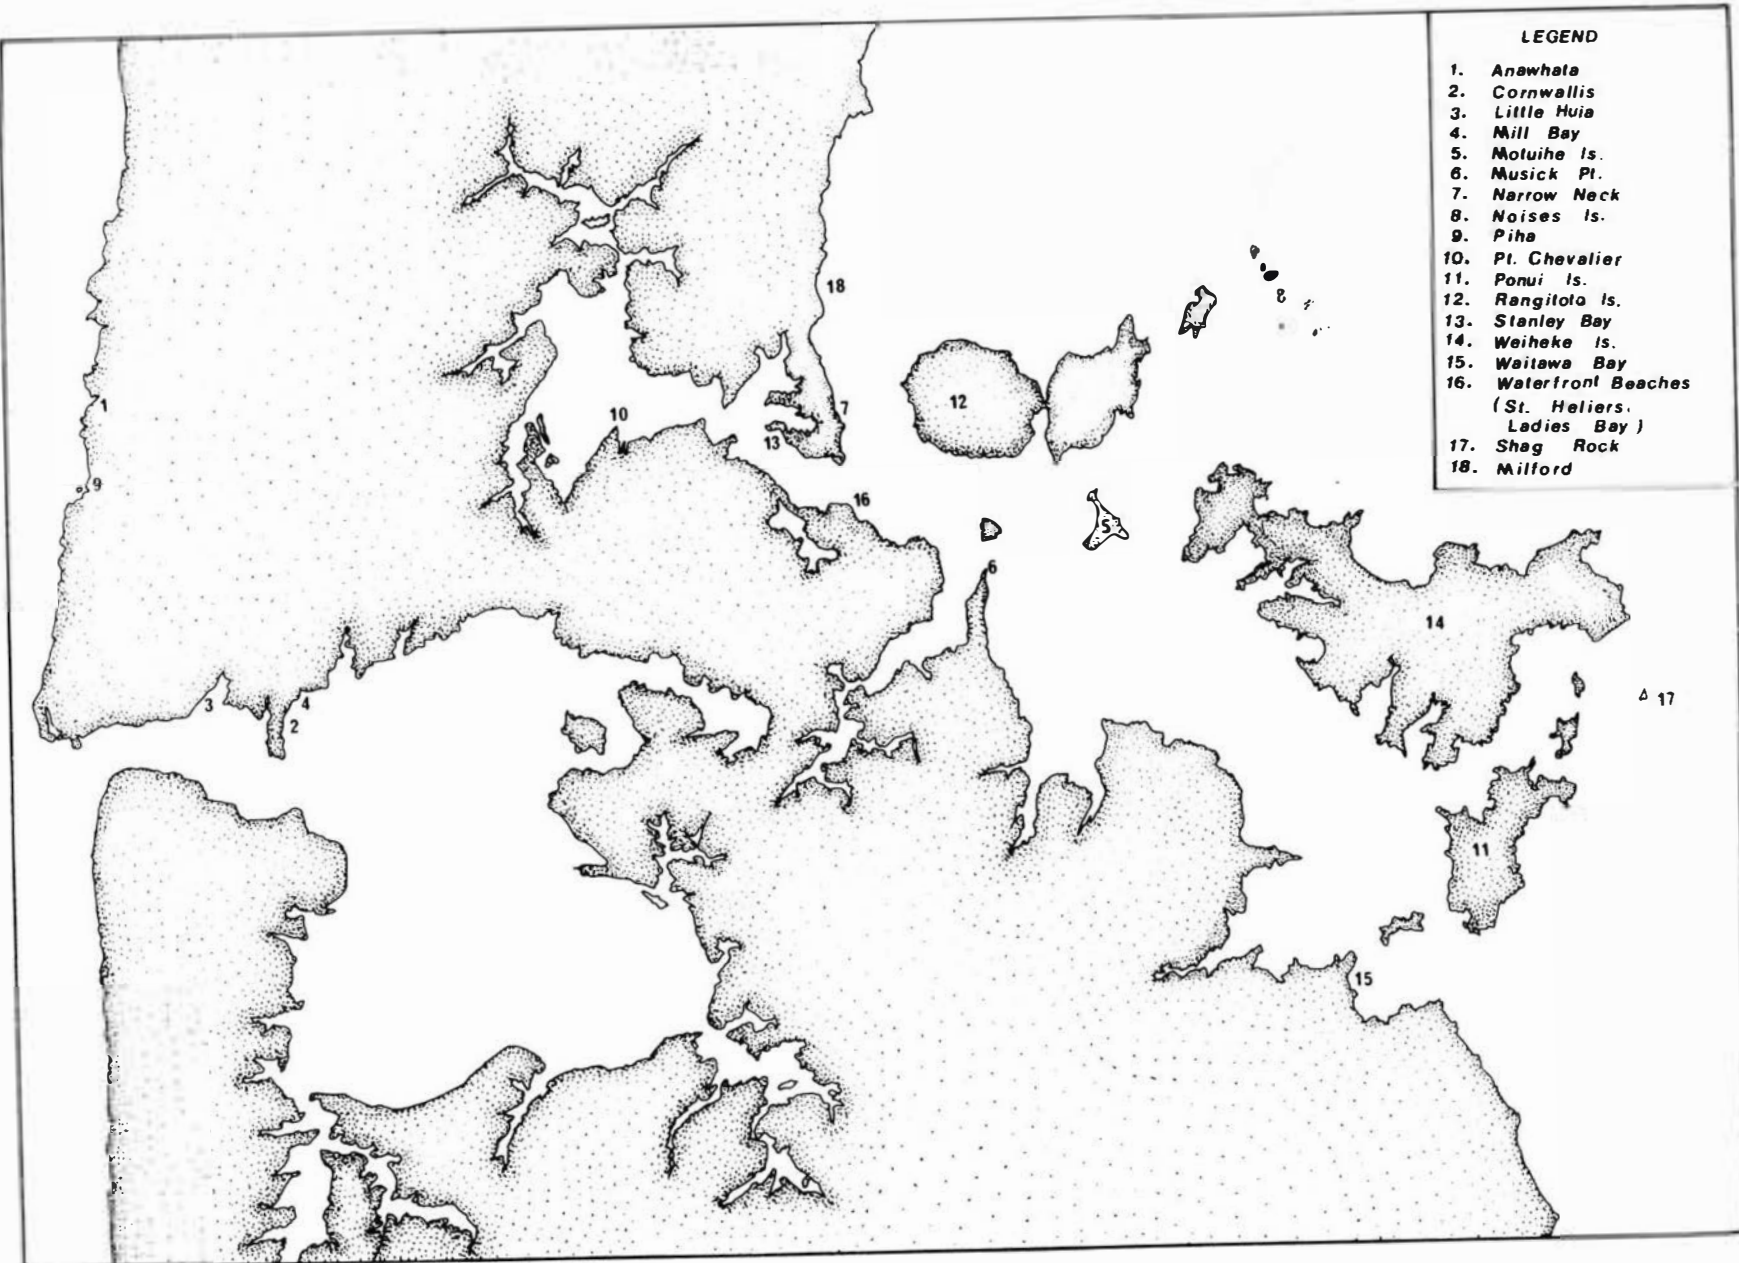 LEGEND
1. Anawhata
2. Cornwallis
3. Little Huia
4. Mill Bay
5. Motuihe Is.
6. Musick Pt.
7. Narrow Neck
8. Noises Is.
9. Piha
10. Pt. Chevalier
11. Ponui Is.
12. Rangitoto Is.
13. Stanley Bay
14. Weiheke Is.
15. Waitawa Bay
16. Waterfront Beaches
(St. Heliers,
Ladies Bay)
17. Shag Rock
18. Milford
8
18
1
10
7
12
13
9
16
5
6
14
3
4
2
17
11
15